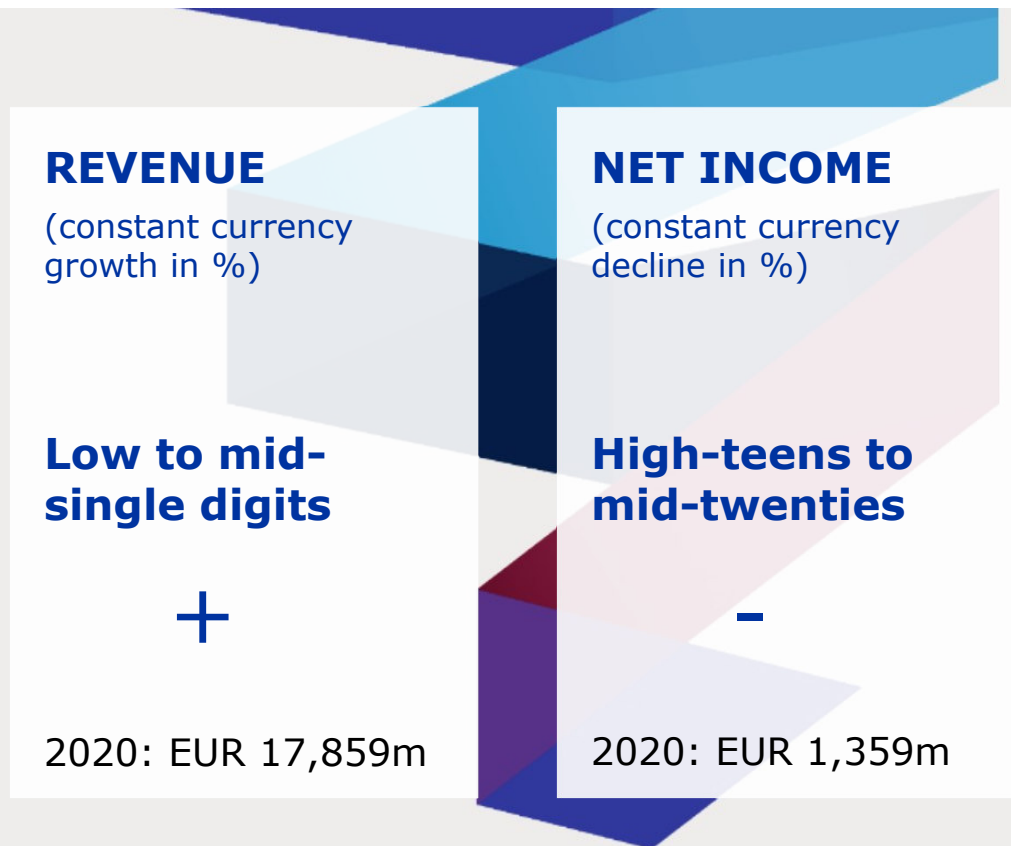 REVENUE
(constant currency
growth in %)
Low to mid-
single digits
+
2020: EUR 17,859m
NET INCOME
(constant currency
decline in %)
High-teens to
mid-twenties
-
2020: EUR 1,359m